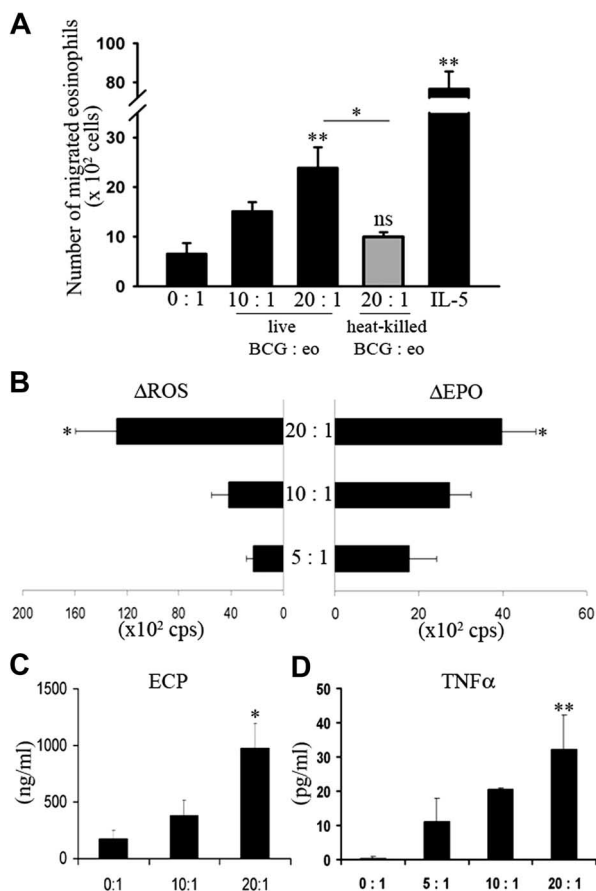 A
Number of migrated eosinophils
(x 10² cells)
100
80
30
20
10
0
**
*
ns
**
0 : 1
10 : 1
20 : 1
20 : 1
IL-5
live
heat-killed
BCG : eo
BCG : eo
B
ΔROS
ΔEPO
*
20 : 1
*
10 : 1
5 : 1
200
160
120
80
40
0
0
20
40
60
(x10² cps)
(x10² cps)
C
ECP
(ng/ml)
1500
1000
500
0
*
0:1
10:1
20:1
D
TNFα
(pg/ml)
50
40
30
20
10
0
**
0 : 1
5 : 1
10 : 1
20 : 1